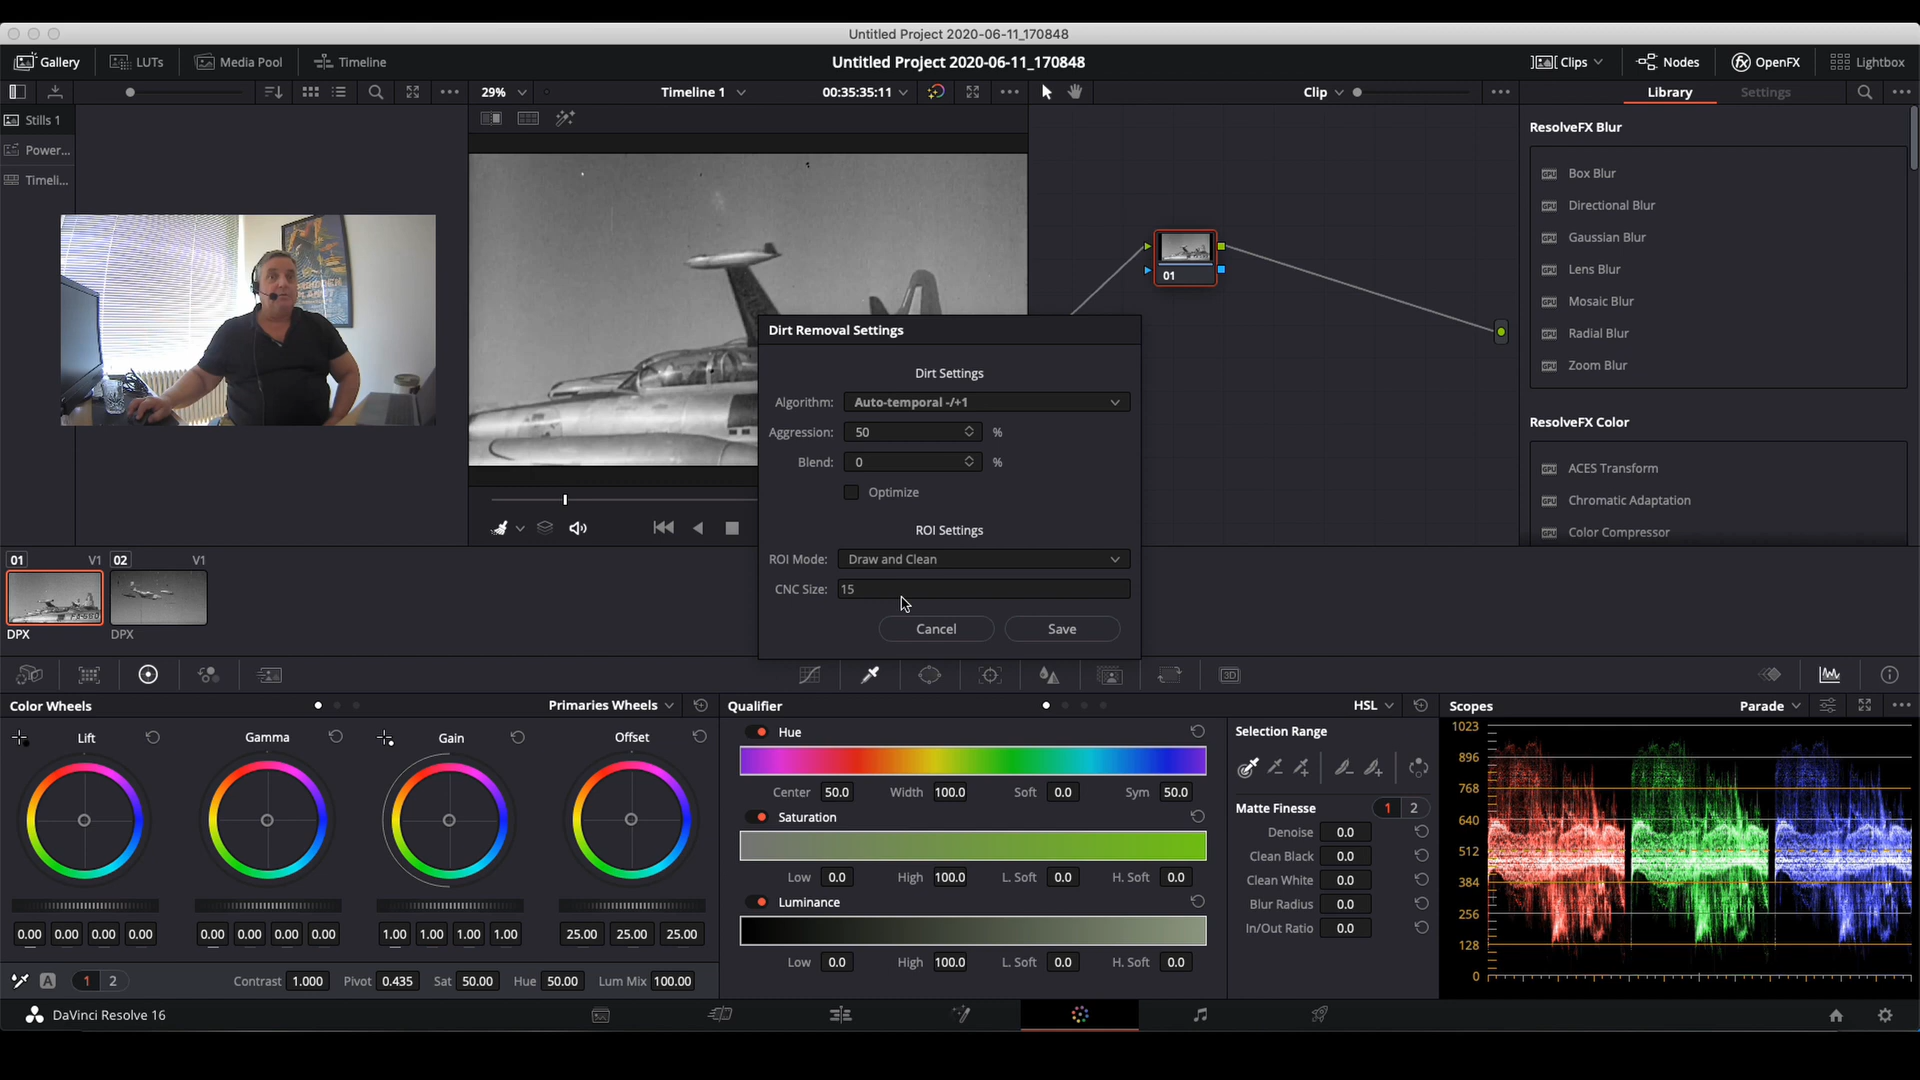 Untitled Project 2020-06-11_170848
Gallery LUTs Media Pool Timeline Untitled Project 2020-06-11_170848 Clips Nodes OpenFX Lightbox
29% Timeline 1 00:35:35:11 Clip Library Settings
Stills 1
Power...
Timeli...
ResolveFX Blur
Box Blur
Directional Blur
Gaussian Blur
Lens Blur
Mosaic Blur
Radial Blur
Zoom Blur
ResolveFX Color
ACES Transform
Chromatic Adaptation
Color Compressor
01
Dirt Removal Settings
Dirt Settings
Algorithm: Auto-temporal -/+1
Aggression: 50 %
Blend: 0 %
Optimize
ROI Settings
ROI Mode: Draw and Clean
CNC Size: 15
Cancel Save
01 V1 02 V1
DPX DPX
3D
Color Wheels Primaries Wheels
Lift Gamma Gain Offset
0.00 0.00 0.00 0.00 0.00 0.00 0.00 0.00 1.00 1.00 1.00 1.00 25.00 25.00 25.00
A 1 2 Contrast 1.000 Pivot 0.435 Sat 50.00 Hue 50.00 Lum Mix 100.00
Qualifier HSL
Hue
Center 50.0 Width 100.0 Soft 0.0 Sym 50.0
Saturation
Low 0.0 High 100.0 L. Soft 0.0 H. Soft 0.0
Luminance
Low 0.0 High 100.0 L. Soft 0.0 H. Soft 0.0
Selection Range
Matte Finesse 1 2
Denoise 0.0
Clean Black 0.0
Clean White 0.0
Blur Radius 0.0
In/Out Ratio 0.0
Scopes Parade
1023
896
768
640
512
384
256
128
0
DaVinci Resolve 16